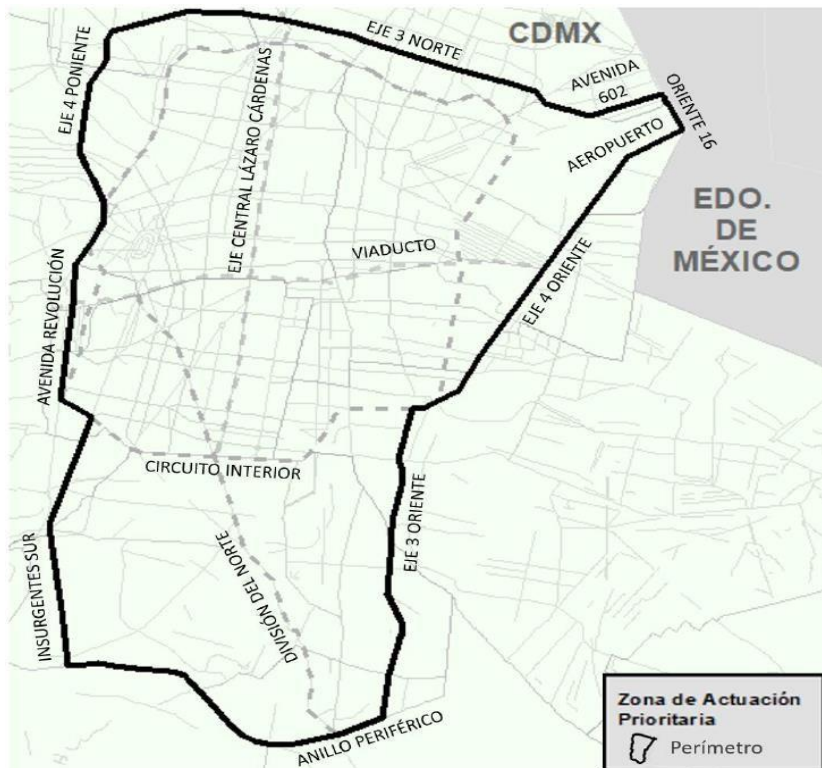 EJE 3 NORTE
CDMX
EJE 4 PONIENTE
EJE CENTRAL LÁZARO CÁRDENAS
AVENIDA
602
ORIENTE 16
AEROPUERTO
EDO.
DE
MÉXICO
VIADUCTO
EJE 4 ORIENTE
AVENIDA REVOLUCIÓN
CIRCUITO INTERIOR
EJE 3 ORIENTE
INSURGENTES SUR
DIVISIÓN DEL NORTE
ANILLO PERIFÉRICO
Zona de Actuación
Prioritaria
Perímetro